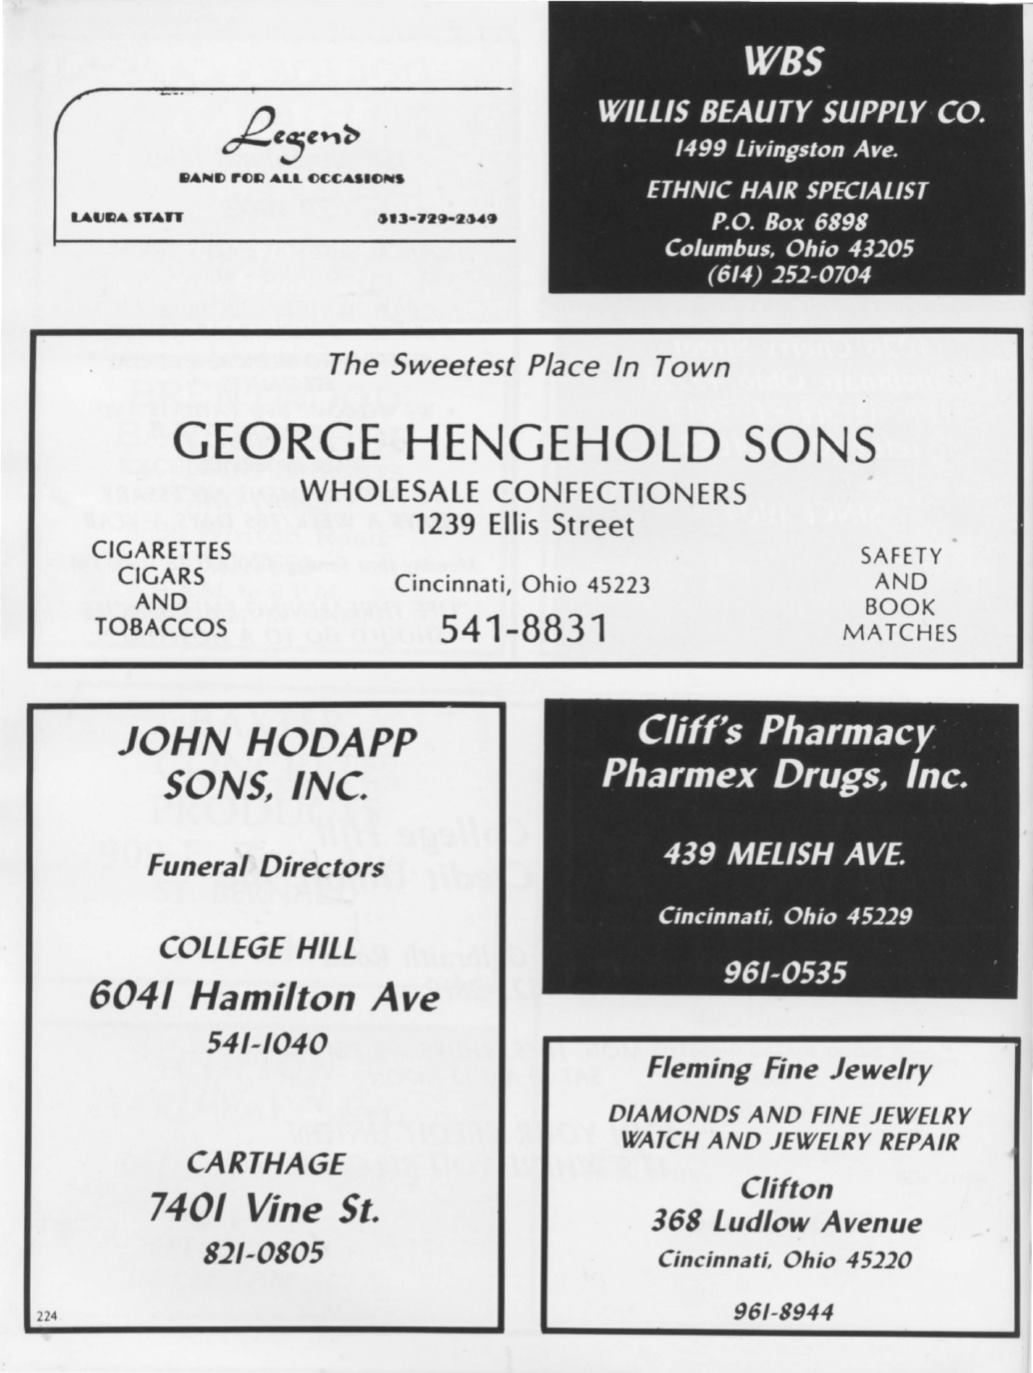 Legend
BAND FOR ALL OCCASIONS
LAURA STATT 513-729-2549
WBS
WILLIS BEAUTY SUPPLY CO.
1499 Livingston Ave.
ETHNIC HAIR SPECIALIST
P.O. Box 6898
Columbus, Ohio 43205
(614) 252-0704
The Sweetest Place In Town
GEORGE HENGEHOLD SONS
WHOLESALE CONFECTIONERS
1239 Ellis Street
Cincinnati, Ohio 45223
541-8831
CIGARETTES
CIGARS
AND
TOBACCOS
SAFETY
AND
BOOK
MATCHES
JOHN HODAPP
SONS, INC.
Funeral Directors
COLLEGE HILL
6041 Hamilton Ave
541-1040
CARTHAGE
7401 Vine St.
821-0805
224
Cliff's Pharmacy
Pharmex Drugs, Inc.
439 MELISH AVE.
Cincinnati, Ohio 45229
961-0535
Fleming Fine Jewelry
DIAMONDS AND FINE JEWELRY
WATCH AND JEWELRY REPAIR
Clifton
368 Ludlow Avenue
Cincinnati, Ohio 45220
961-8944